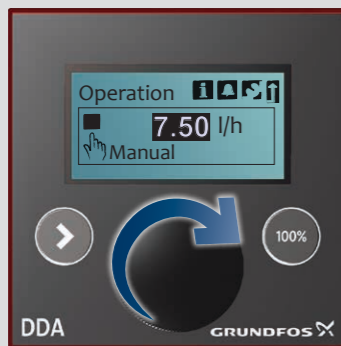 Operation i
7.50 l/h
Manual
100%
DDA GRUNDFOS X